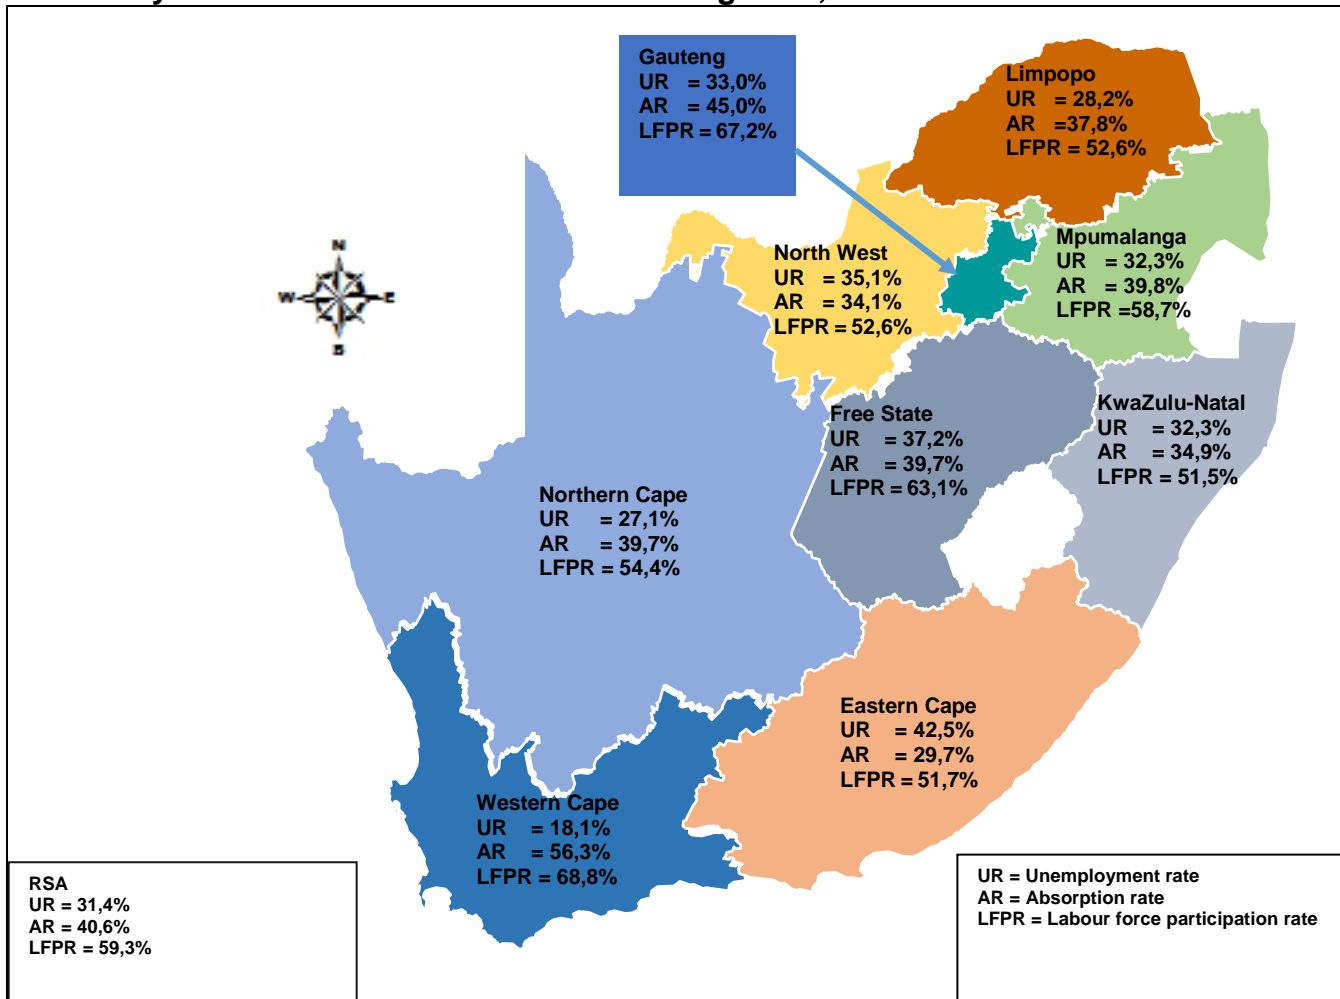 Gauteng
UR = 33,0%
AR = 45,0%
LFPR = 67,2%
Limpopo
UR = 28,2%
AR =37,8%
LFPR = 52,6%
N
W E
S
North West
UR = 35,1%
AR = 34,1%
LFPR = 52,6%
Mpumalanga
UR = 32,3%
AR = 39,8%
LFPR =58,7%
Free State
UR = 37,2%
AR = 39,7%
LFPR = 63,1%
KwaZulu-Natal
UR = 32,3%
AR = 34,9%
LFPR = 51,5%
Northern Cape
UR = 27,1%
AR = 39,7%
LFPR = 54,4%
Eastern Cape
UR = 42,5%
AR = 29,7%
LFPR = 51,7%
Western Cape
UR = 18,1%
AR = 56,3%
LFPR = 68,8%
RSA
UR = 31,4%
AR = 40,6%
LFPR = 59,3%
UR = Unemployment rate
AR = Absorption rate
LFPR = Labour force participation rate